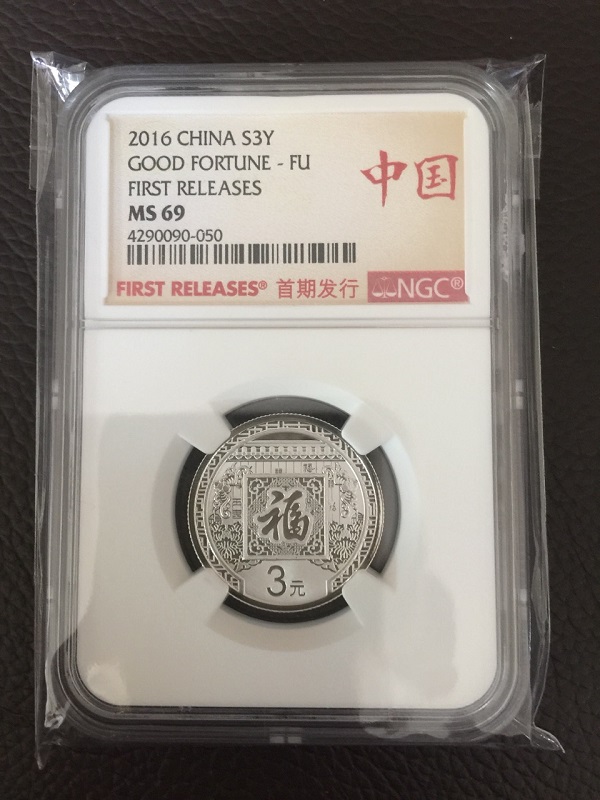 2016 CHINA S3Y
GOOD FORTUNE - FU
FIRST RELEASES
MS 69
4290090-050
中国
FIRST RELEASES® 首期发行 NGC®
福
3元